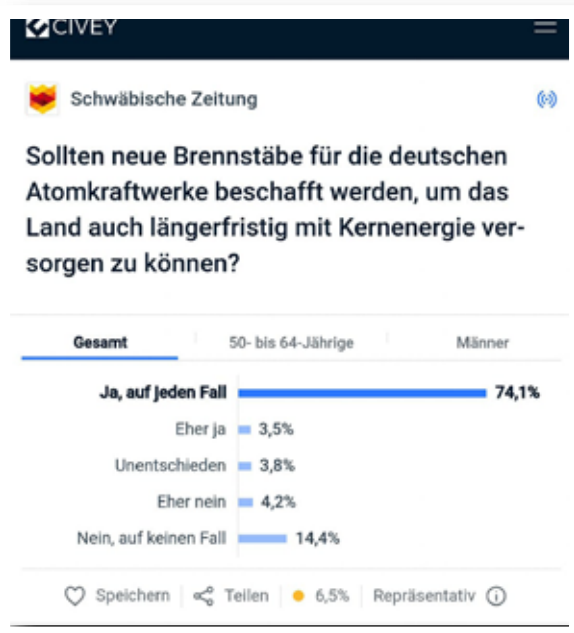 CIVEY
Schwäbische Zeitung
Sollten neue Brennstäbe für die deutschen
Atomkraftwerke beschafft werden, um das
Land auch längerfristig mit Kernenergie ver-
sorgen zu können?
Gesamt 50- bis 64-Jährige Männer
Ja, auf jeden Fall 74,1%
Eher ja 3,5%
Unentschieden 3,8%
Eher nein 4,2%
Nein, auf keinen Fall 14,4%
Speichern Teilen 6,5% Repräsentativ